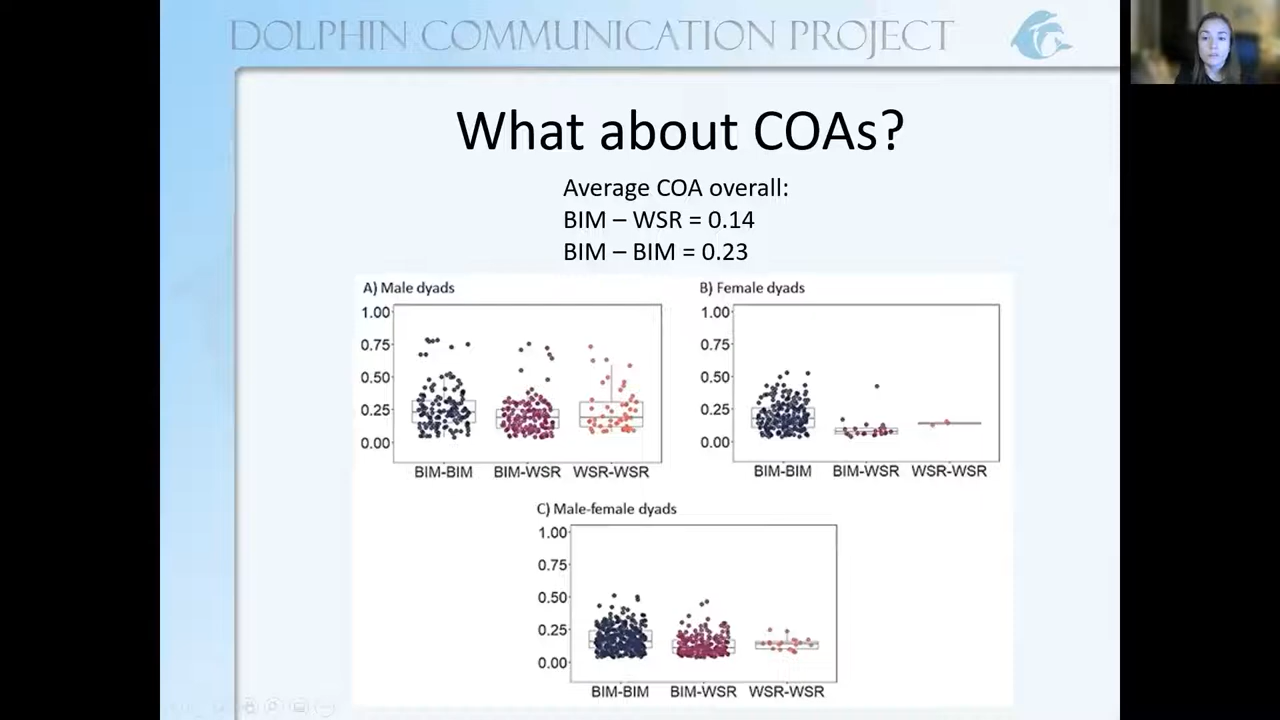 DOLPHIN COMMUNICATION PROJECT
What about COAs?
Average COA overall:
BIM – WSR = 0.14
BIM – BIM = 0.23
A) Male dyads
1.00
0.75
0.50
0.25
0.00
BIM-BIM BIM-WSR WSR-WSR
B) Female dyads
1.00
0.75
0.50
0.25
0.00
BIM-BIM BIM-WSR WSR-WSR
C) Male-female dyads
1.00
0.75
0.50
0.25
0.00
BIM-BIM BIM-WSR WSR-WSR